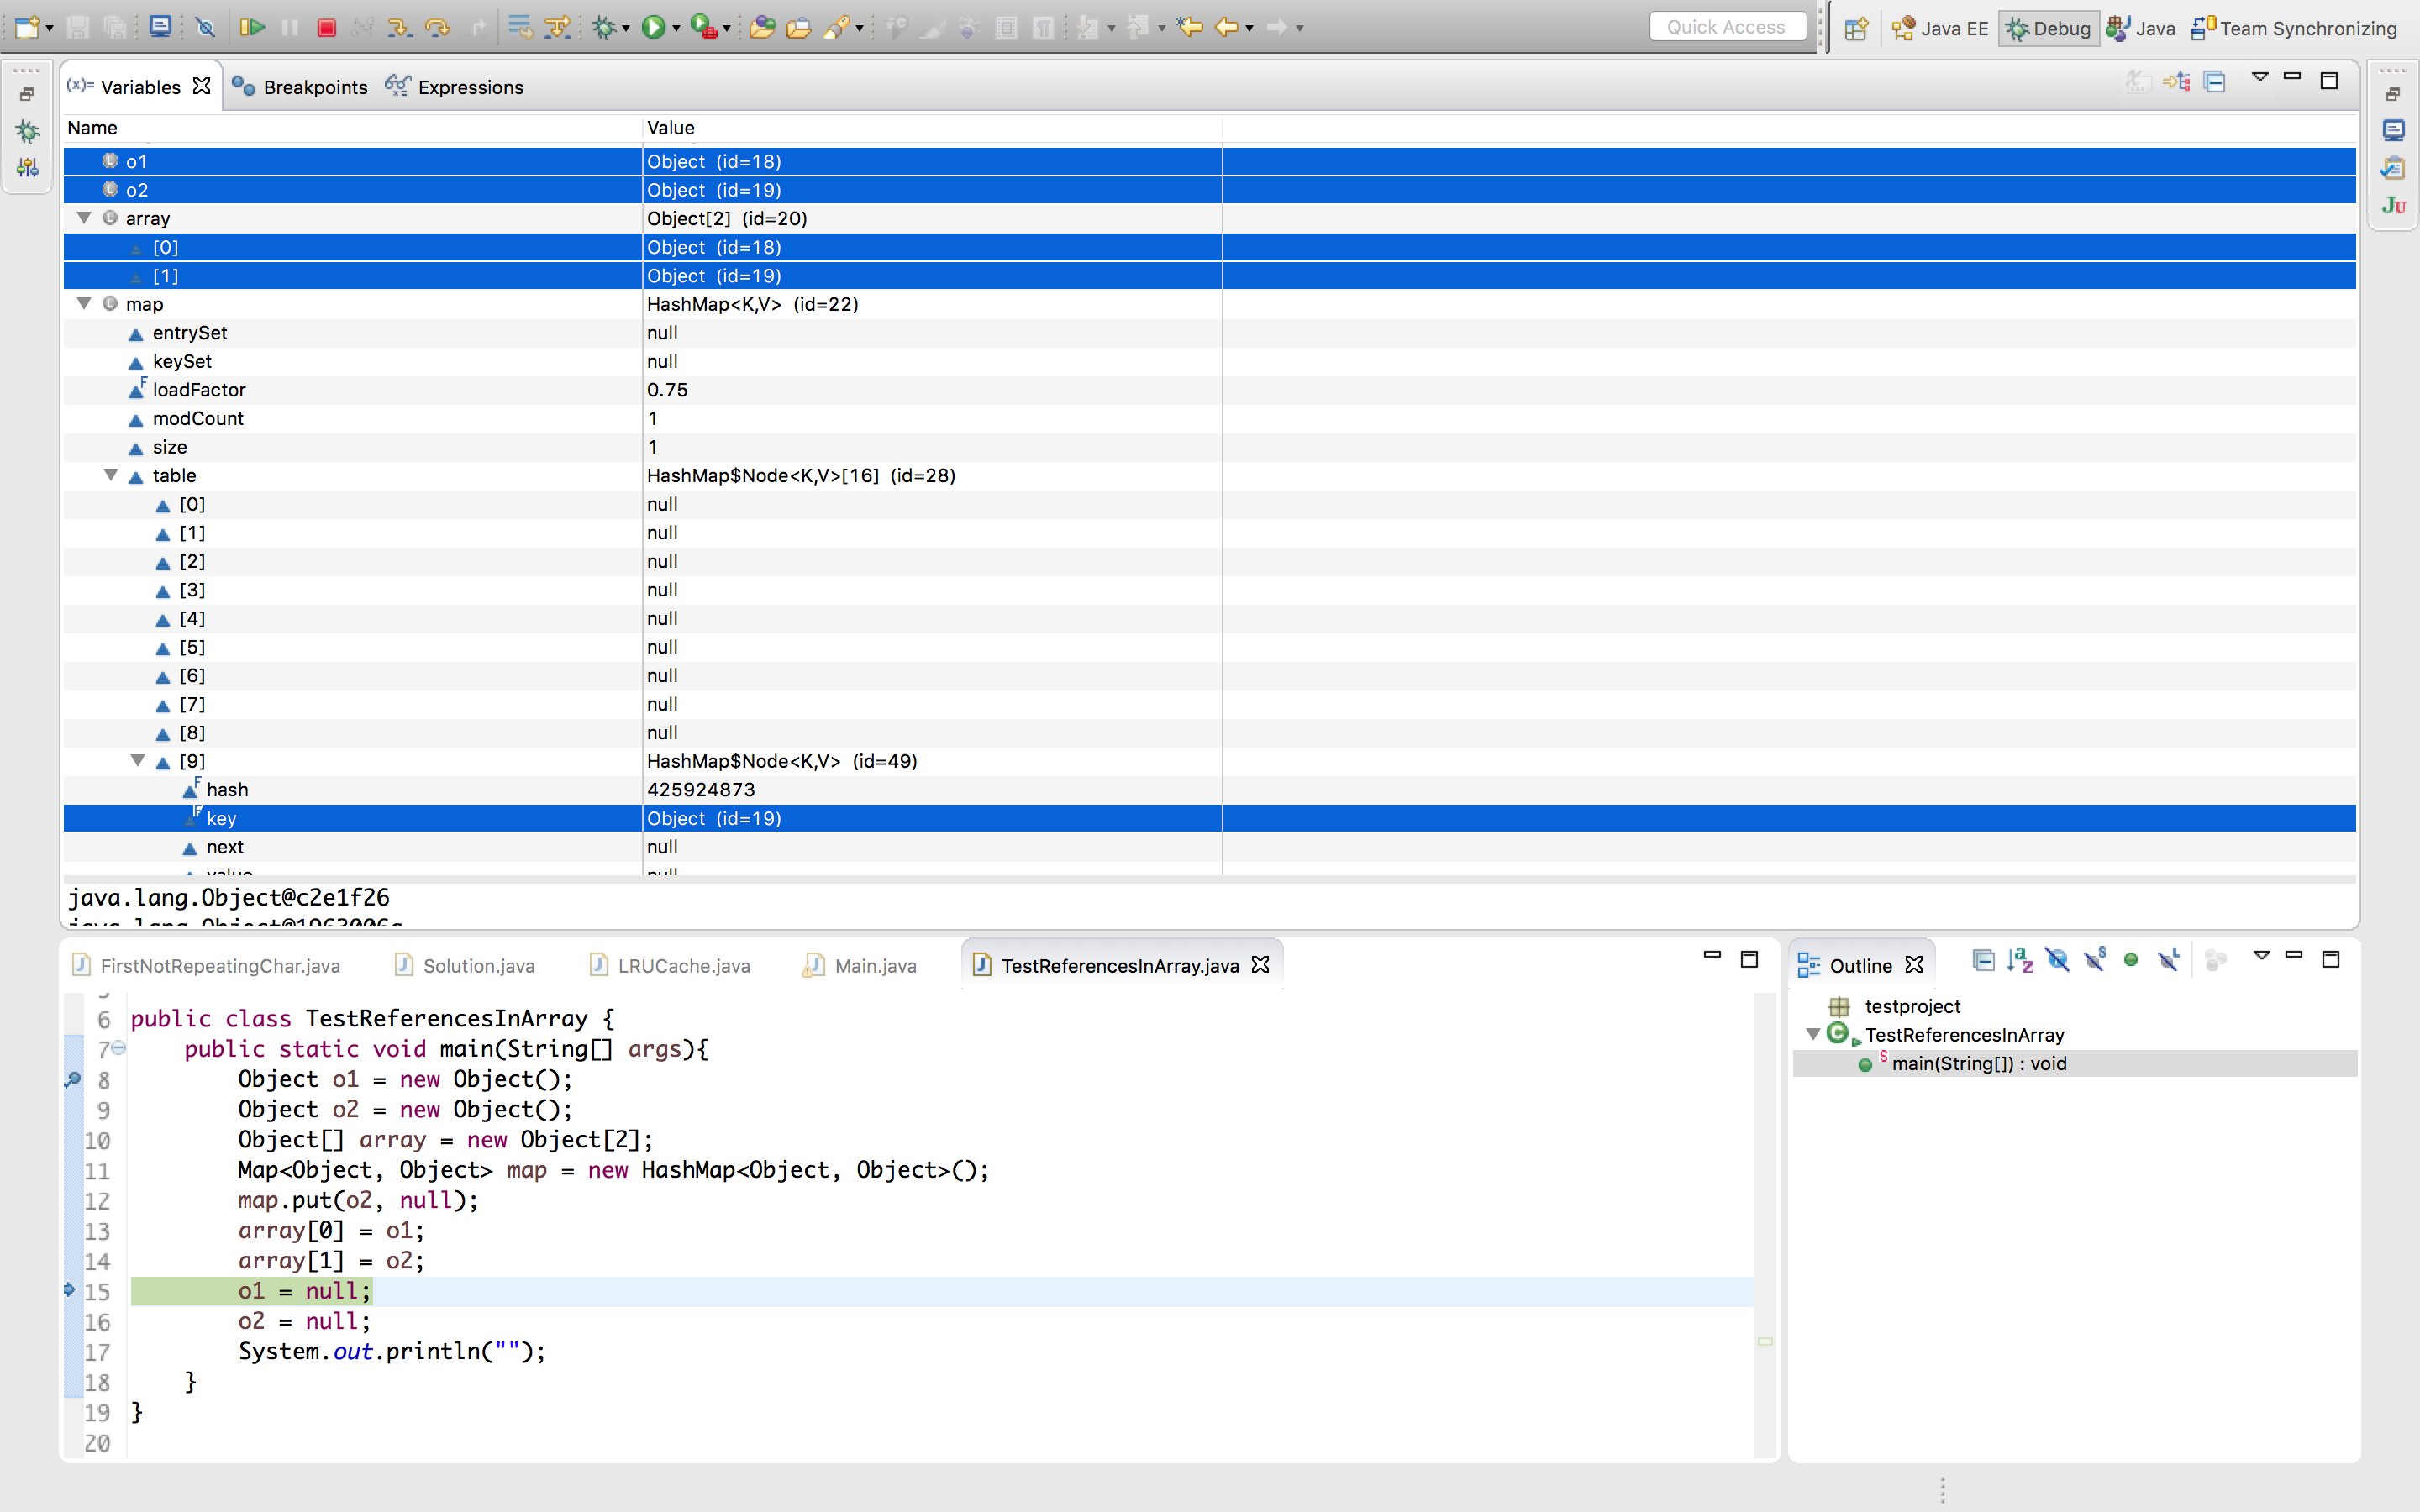 Quick Access
Java EE
Debug
Java
Team Synchronizing
(x)= Variables
Breakpoints
Expressions
Name Value
o1 Object (id=18)
o2 Object (id=19)
array Object[2] (id=20)
[0] Object (id=18)
[1] Object (id=19)
map HashMap<K,V> (id=22)
entrySet null
keySet null
loadFactor 0.75
modCount 1
size 1
table HashMap$Node<K,V>[16] (id=28)
[0] null
[1] null
[2] null
[3] null
[4] null
[5] null
[6] null
[7] null
[8] null
[9] HashMap$Node<K,V> (id=49)
hash 425924873
key Object (id=19)
next null
value null
java.lang.Object@c2e1f26
FirstNotRepeatingChar.java
Solution.java
LRUCache.java
Main.java
TestReferencesInArray.java
5
6 public class TestReferencesInArray {
7 public static void main(String[] args){
8 Object o1 = new Object();
9 Object o2 = new Object();
10 Object[] array = new Object[2];
11 Map<Object, Object> map = new HashMap<Object, Object>();
12 map.put(o2, null);
13 array[0] = o1;
14 array[1] = o2;
15 o1 = null;
16 o2 = null;
17 System.out.println("");
18 }
19 }
20
Outline
testproject
TestReferencesInArray
main(String[]) : void